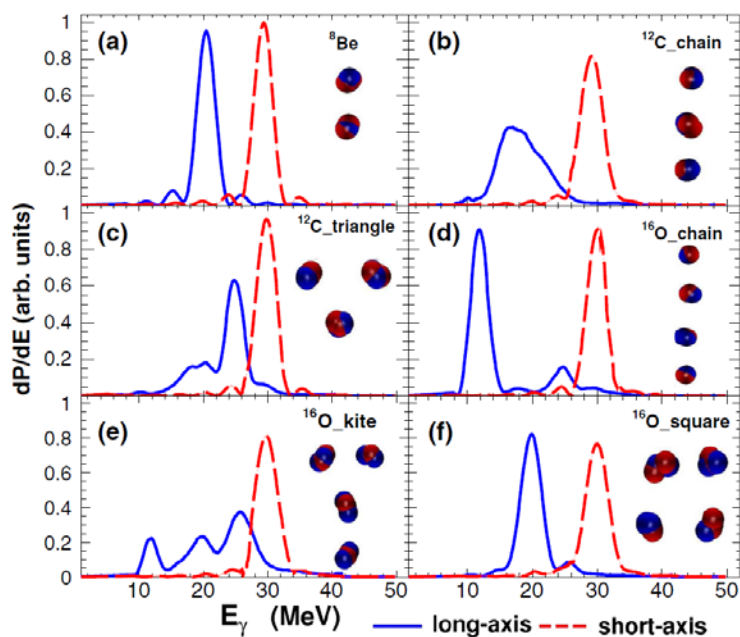 (a)
⁸Be
(b)
¹²C_chain
(c)
¹²C_triangle
(d)
¹⁶O_chain
(e)
¹⁶O_kite
(f)
¹⁶O_square
1
0.8
0.6
0.4
0.2
1
0.8
0.6
0.4
0.2
1
0.8
0.6
0.4
0.2
0
dP/dE (arb. units)
10 20 30 40 50 10 20 30 40 50
Eγ (MeV)
long-axis
short-axis